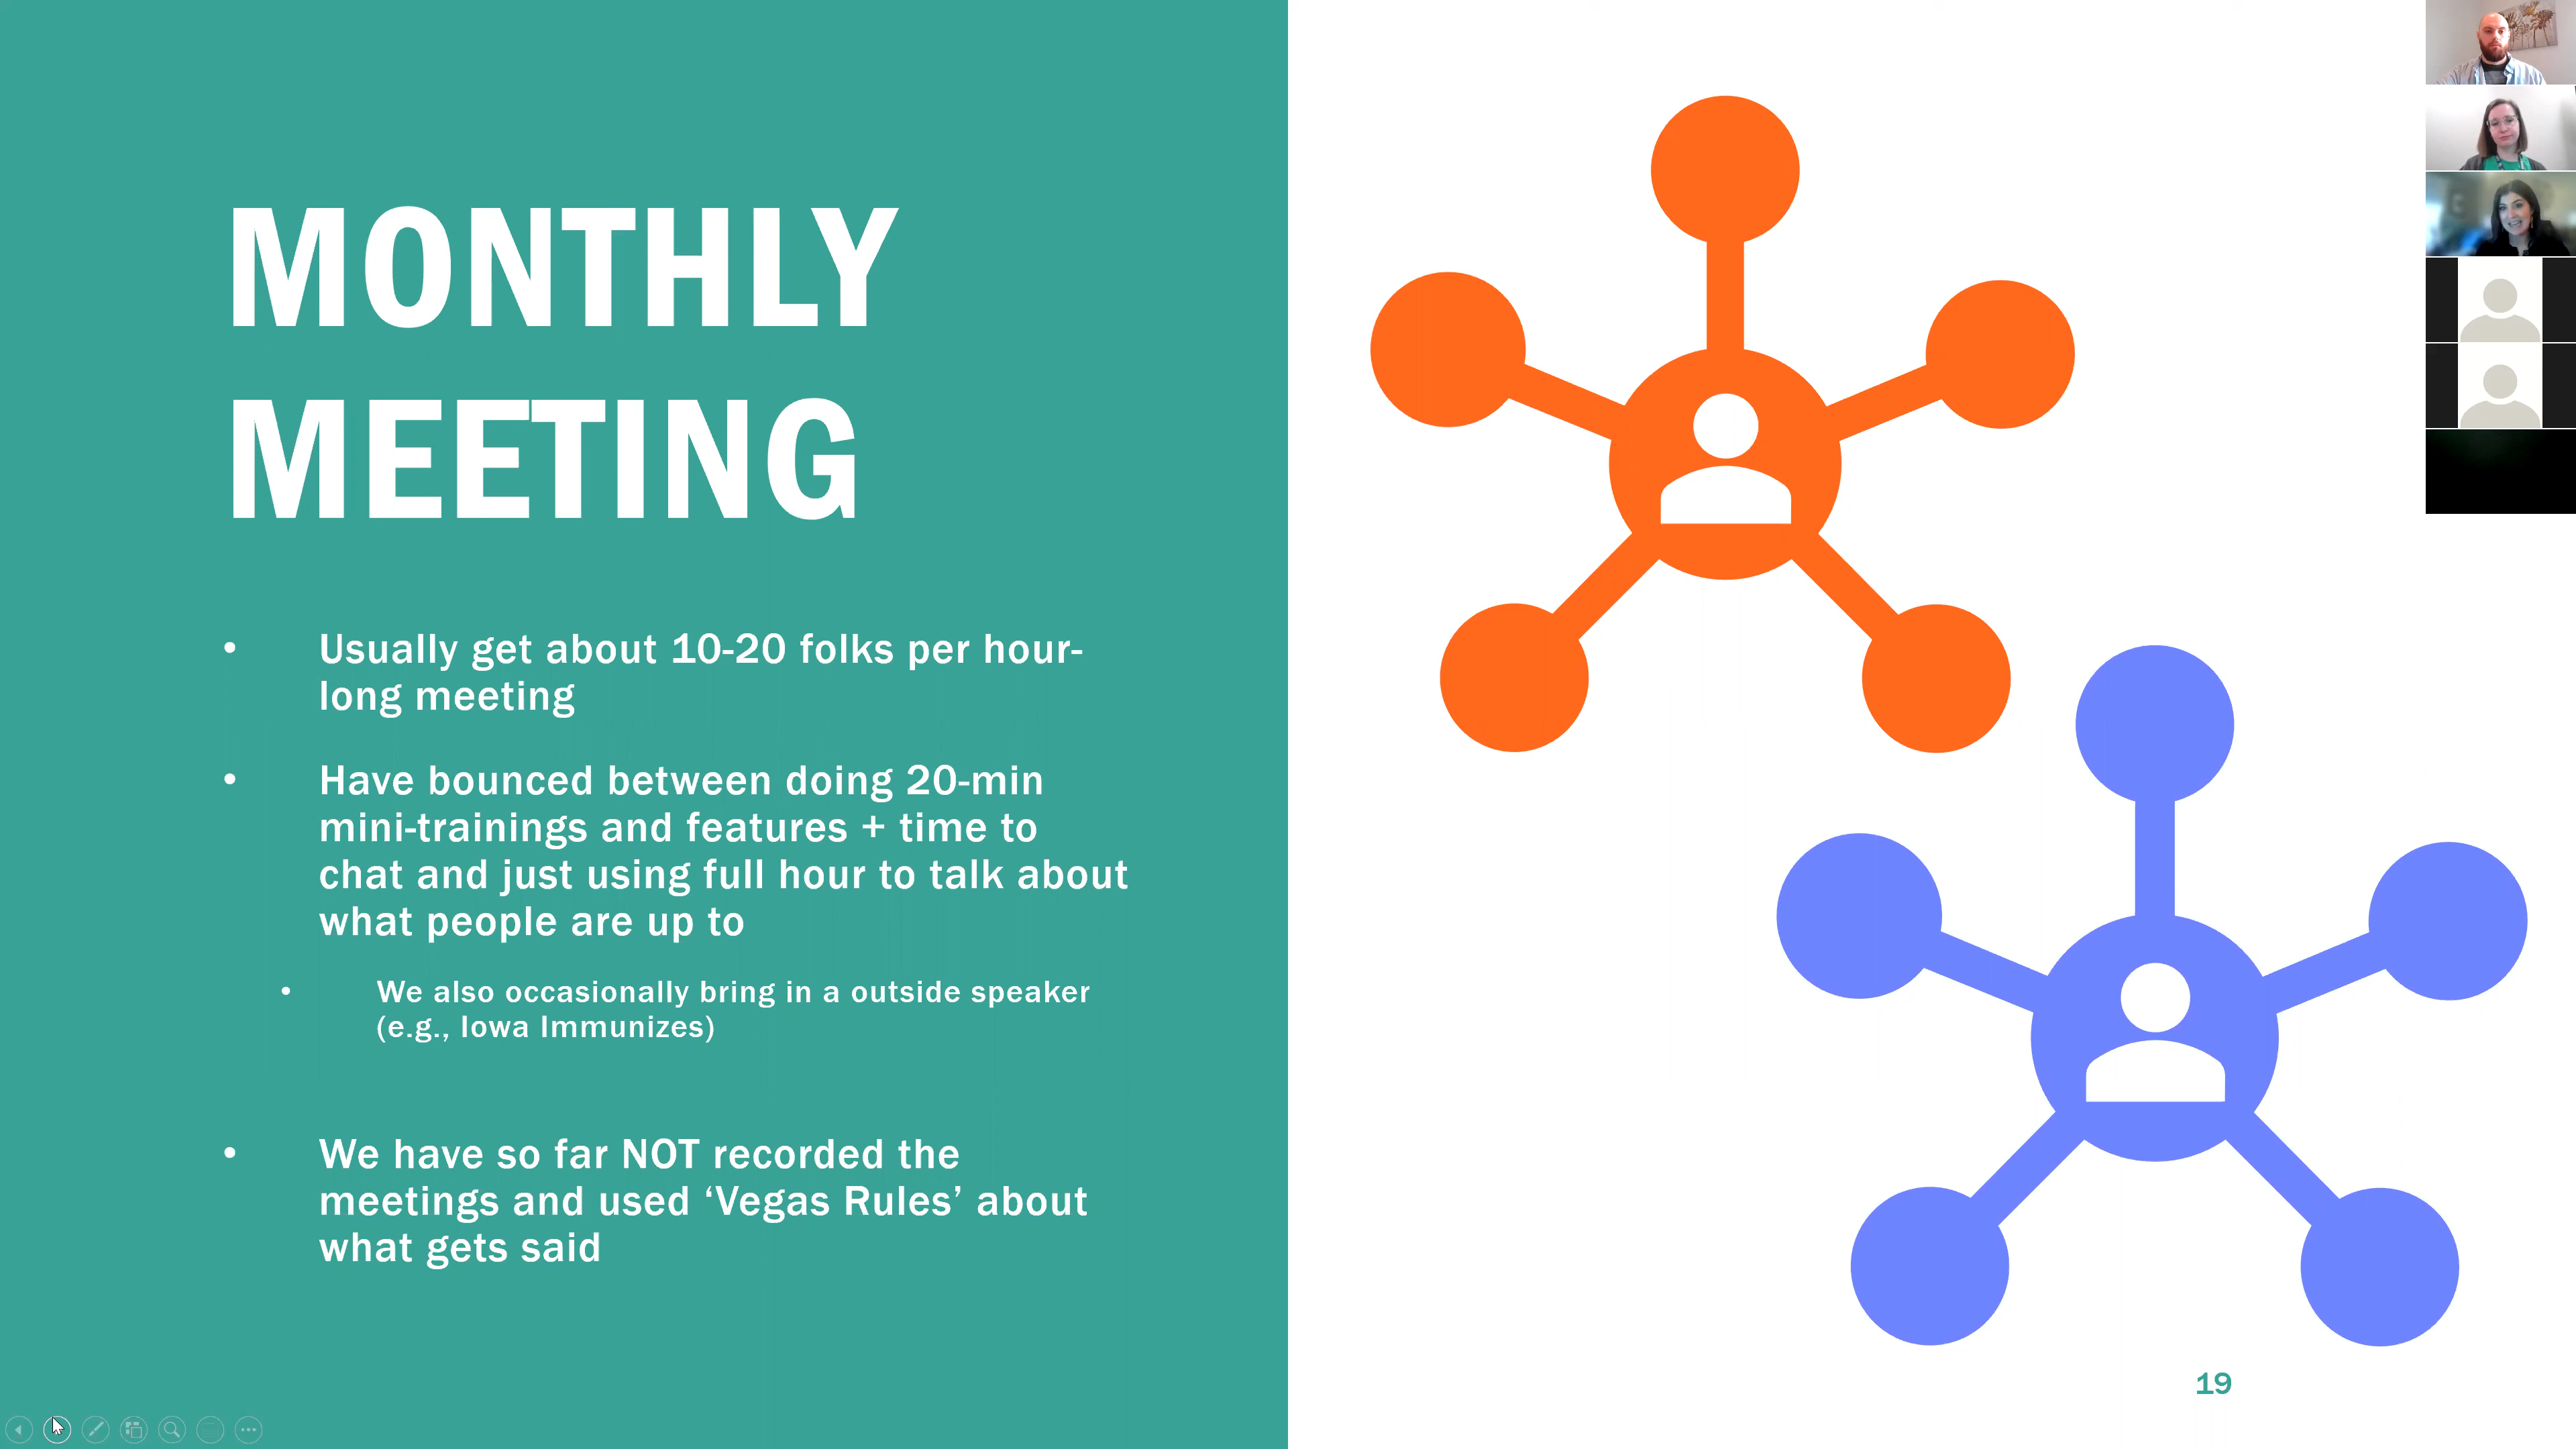 MONTHLY
MEETING
• Usually get about 10-20 folks per hour-
long meeting
• Have bounced between doing 20-min
mini-trainings and features + time to
chat and just using full hour to talk about
what people are up to
• We also occasionally bring in a outside speaker
(e.g., Iowa Immunizes)
• We have so far NOT recorded the
meetings and used ‘Vegas Rules’ about
what gets said
19